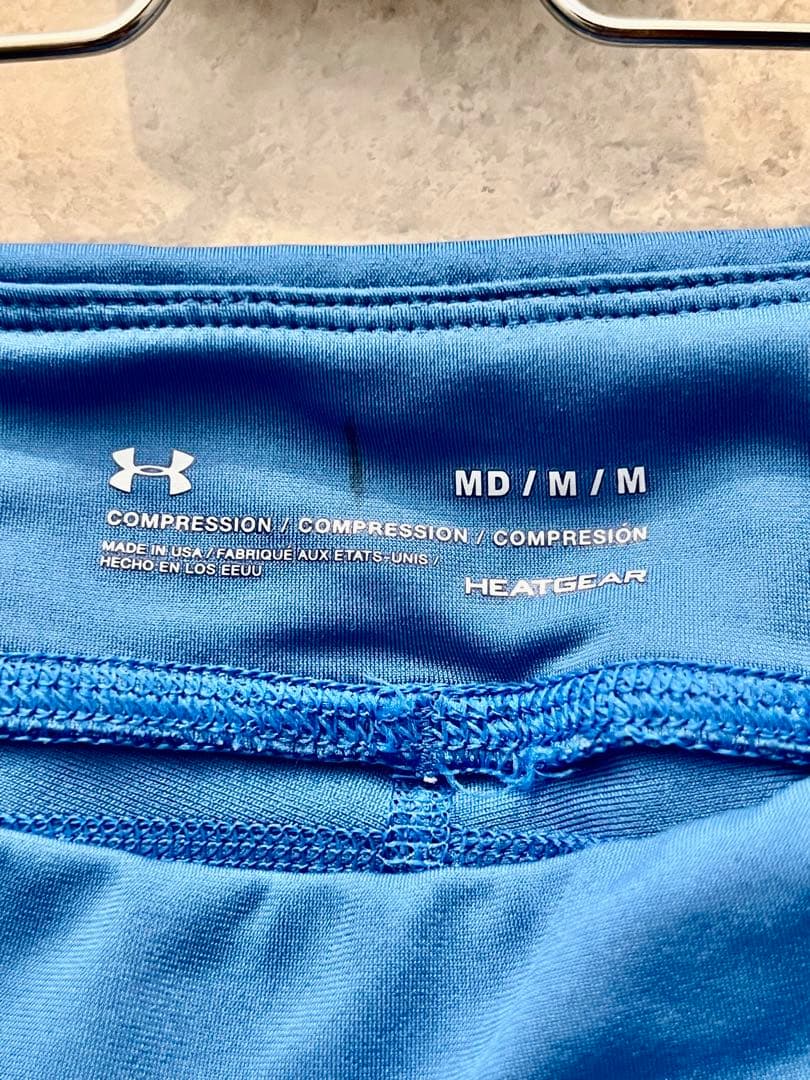 MD / M / M
COMPRESSION / COMPRESSION / COMPRESIÓN
MADE IN USA / FABRIQUÉ AUX ETATS-UNIS /
HECHO EN LOS EEUU
HEATGEAR